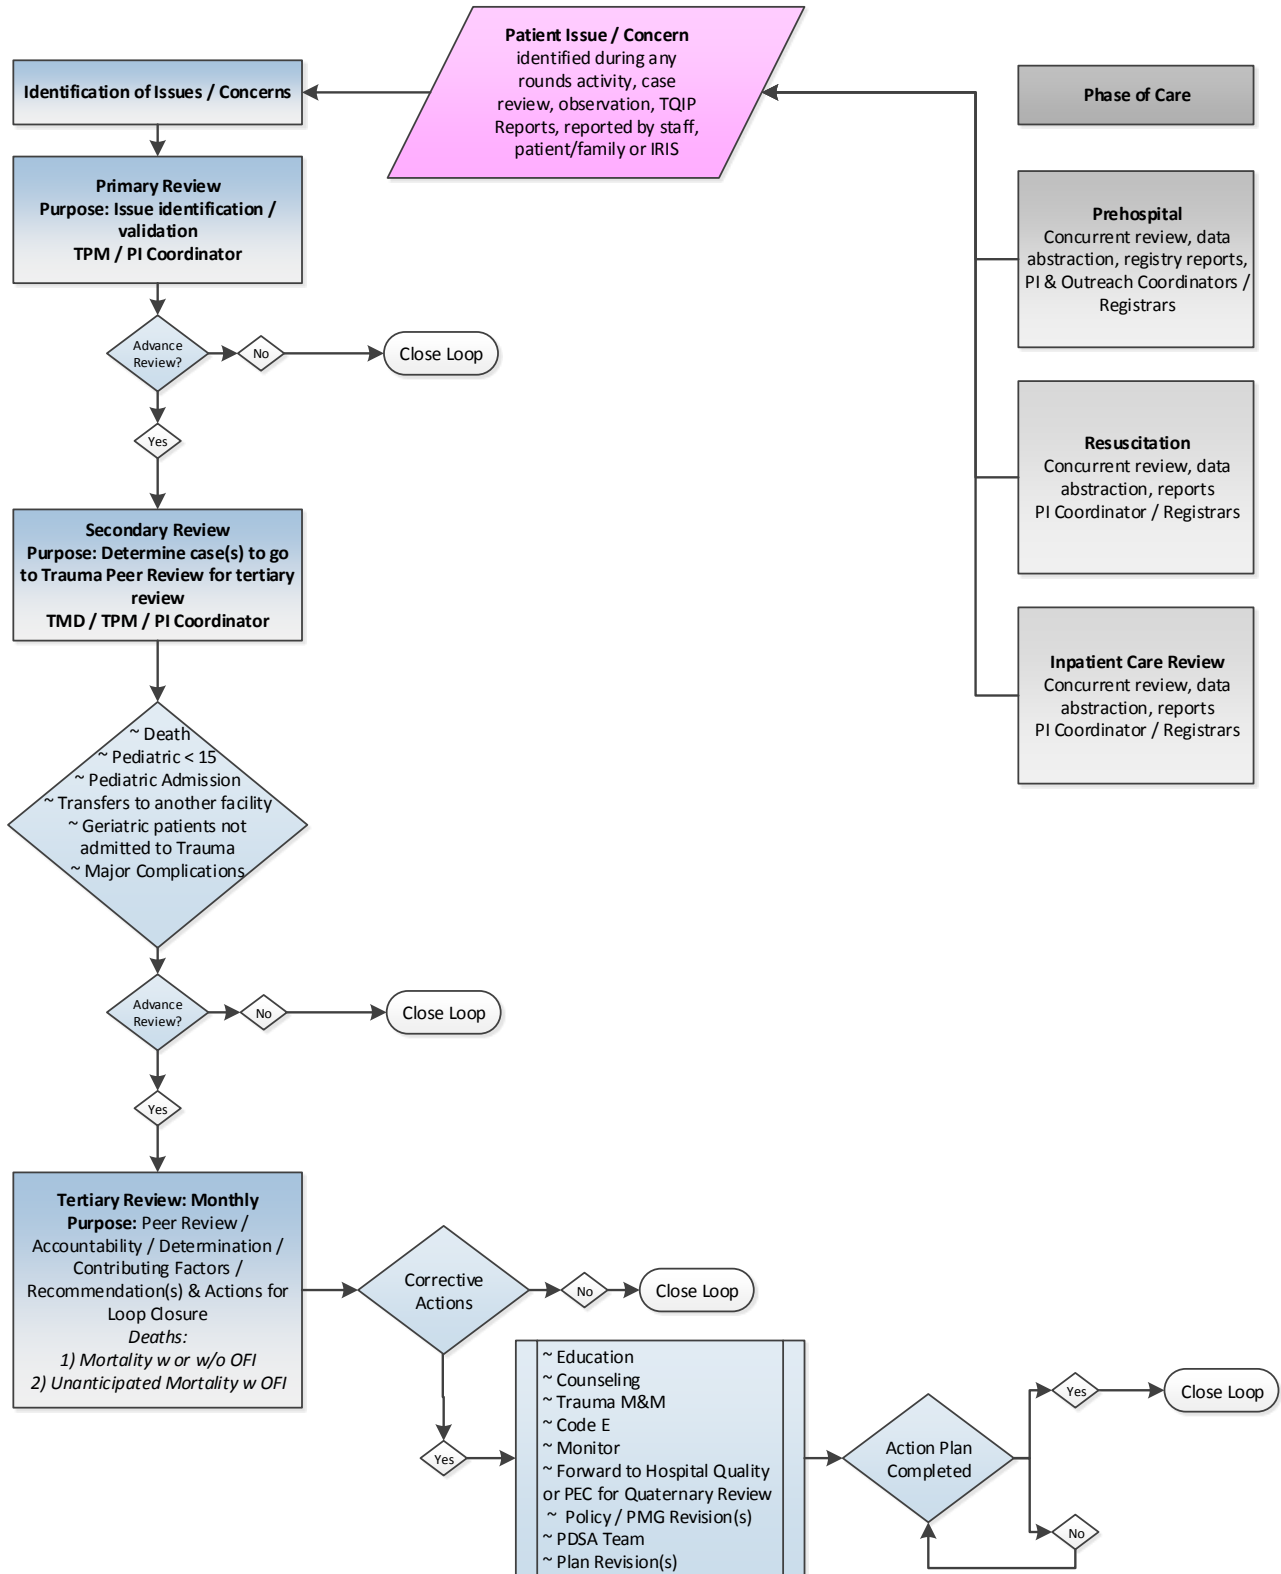 Patient Issue / Concern
identified during any
rounds activity, case
review, observation, TQIP
Reports, reported by staff,
patient/family or IRIS
Identification of Issues / Concerns
Phase of Care
Primary Review
Purpose: Issue identification /
validation
TPM / PI Coordinator
Prehospital
Concurrent review, data
abstraction, registry reports,
PI & Outreach Coordinators /
Registrars
Advance
Review?
No
Close Loop
Yes
Resuscitation
Concurrent review, data
abstraction, reports
PI Coordinator / Registrars
Secondary Review
Purpose: Determine case(s) to go
to Trauma Peer Review for tertiary
review
TMD / TPM / PI Coordinator
Inpatient Care Review
Concurrent review, data
abstraction, reports
PI Coordinator / Registrars
~ Death
~ Pediatric < 15
~ Pediatric Admission
~ Transfers to another facility
~ Geriatric patients not
admitted to Trauma
~ Major Complications
Advance
Review?
No
Close Loop
Yes
Tertiary Review: Monthly
Purpose: Peer Review /
Accountability / Determination /
Contributing Factors /
Recommendation(s) & Actions for
Loop Closure
Deaths:
1) Mortality w or w/o OFI
2) Unanticipated Mortality w OFI
Corrective
Actions
No
Close Loop
Yes
~ Education
~ Counseling
~ Trauma M&M
~ Code E
~ Monitor
~ Forward to Hospital Quality
or PEC for Quaternary Review
~ Policy / PMG Revision(s)
~ PDSA Team
~ Plan Revision(s)
Action Plan
Completed
Yes
Close Loop
No